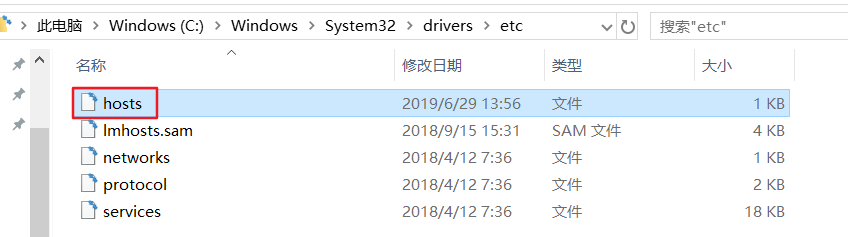 此电脑 > Windows (C:) > Windows > System32 > drivers > etc 搜索"etc"
名称 修改日期 类型 大小
hosts 2019/6/29 13:56 文件 1 KB
lmhosts.sam 2018/9/15 15:31 SAM 文件 4 KB
networks 2018/4/12 7:36 文件 1 KB
protocol 2018/4/12 7:36 文件 2 KB
services 2018/4/12 7:36 文件 18 KB